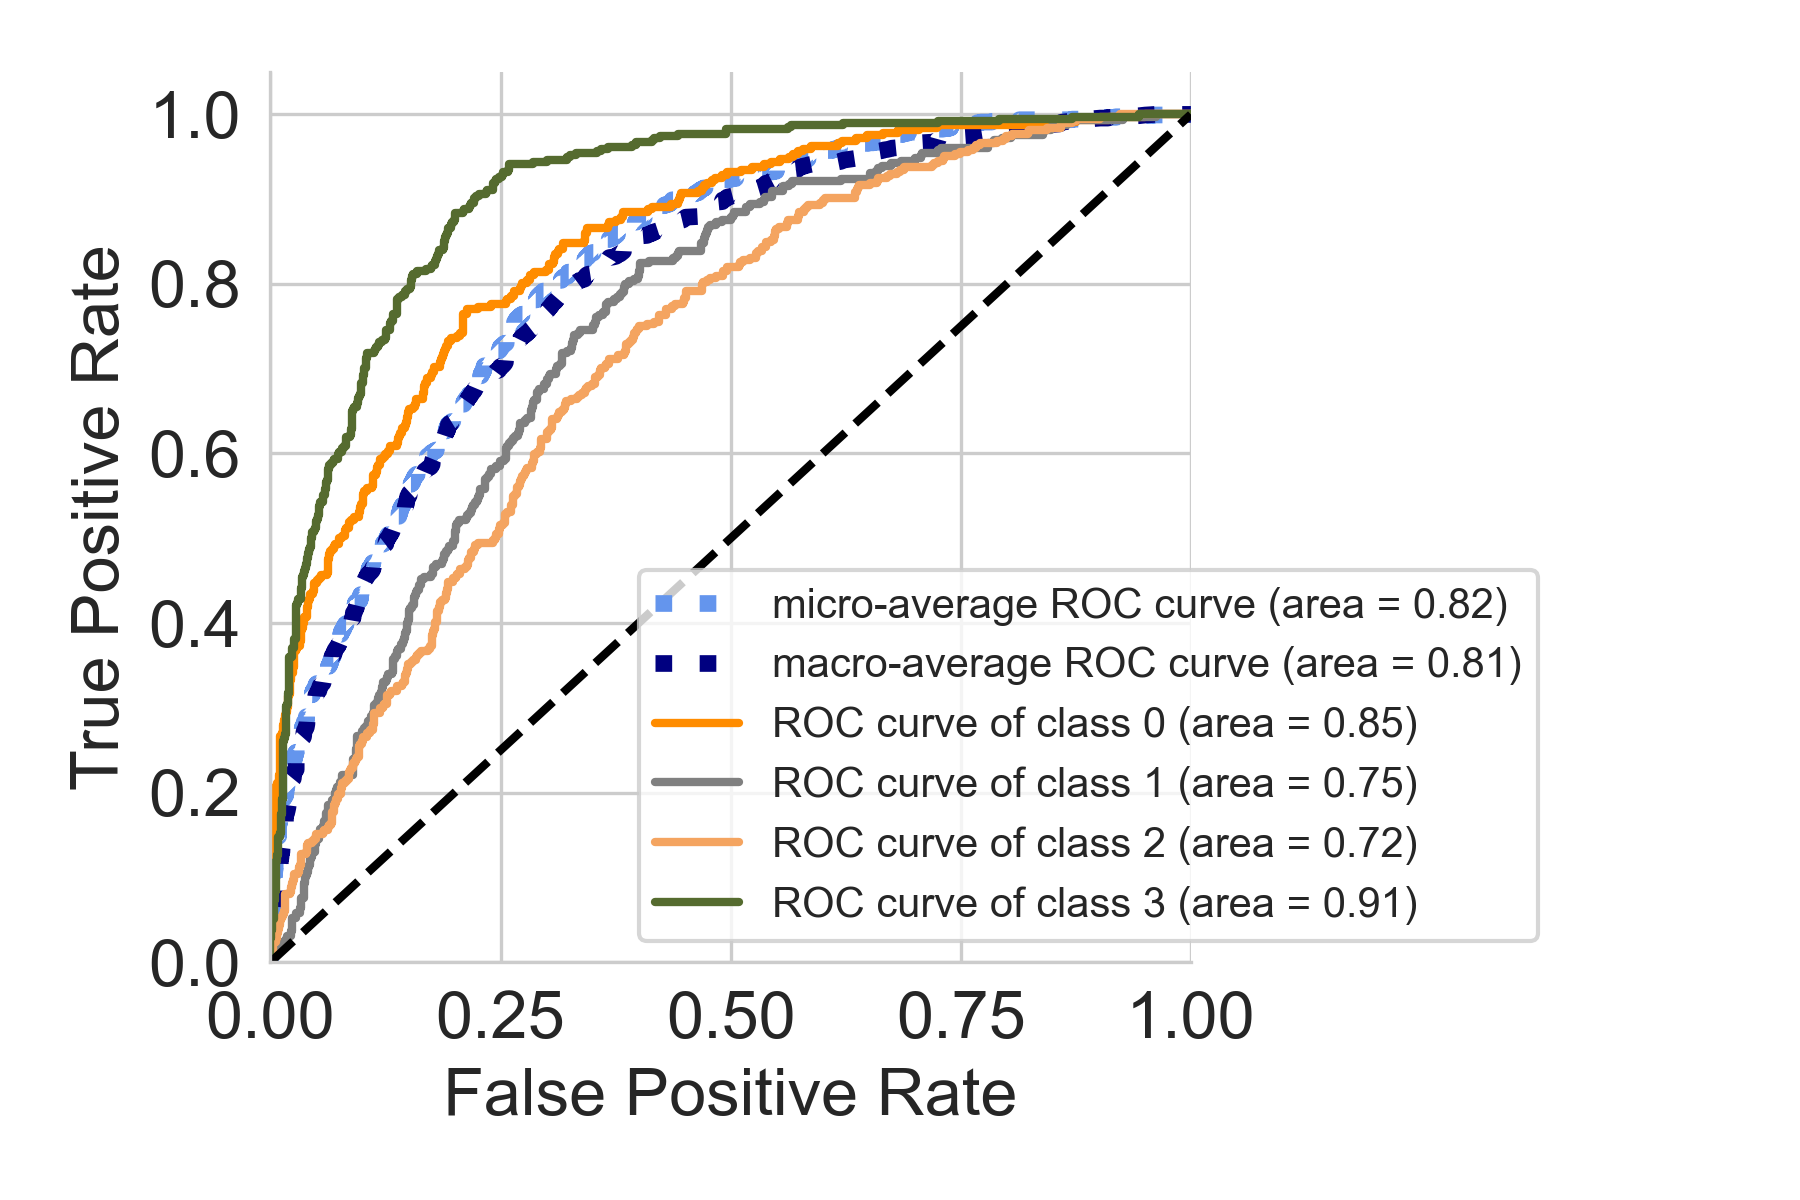 1.0
0.8
0.6
0.4
0.2
0.0
True Positive Rate
0.00 0.25 0.50 0.75 1.00
False Positive Rate
micro-average ROC curve (area = 0.82)
macro-average ROC curve (area = 0.81)
ROC curve of class 0 (area = 0.85)
ROC curve of class 1 (area = 0.75)
ROC curve of class 2 (area = 0.72)
ROC curve of class 3 (area = 0.91)